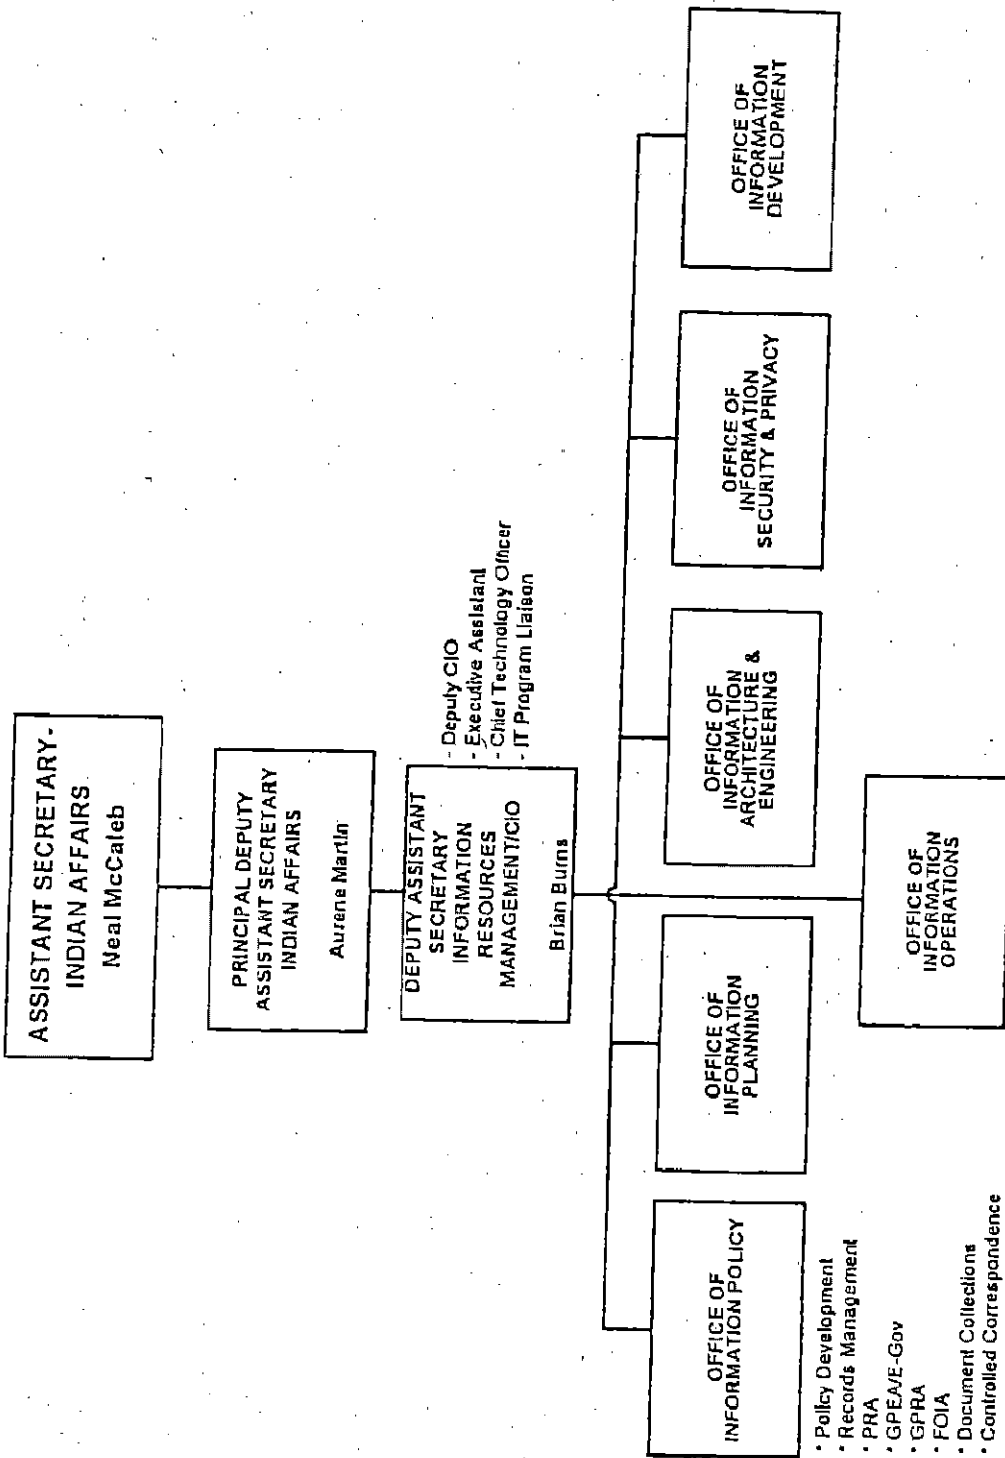 ASSISTANT SECRETARY-
INDIAN AFFAIRS
Neal McCaleb
PRINCIPAL DEPUTY
ASSISTANT SECRETARY
INDIAN AFFAIRS
Aurene Martin
DEPUTY ASSISTANT
SECRETARY
INFORMATION
RESOURCES
MANAGEMENT/CIO
Brian Burns
- Deputy CIO
- Executive Assistant
- Chief Technology Officer
- IT Program Liaison
OFFICE OF
INFORMATION POLICY
OFFICE OF
INFORMATION
PLANNING
OFFICE OF
INFORMATION
ARCHITECTURE &
ENGINEERING
OFFICE OF
INFORMATION
SECURITY & PRIVACY
OFFICE OF
INFORMATION
DEVELOPMENT
• Policy Development
• Records Management
• PRA
• GPEA/E-Gov
• GPRA
• FOIA
• Document Collections
• Controlled Correspondence
OFFICE OF
INFORMATION
OPERATIONS